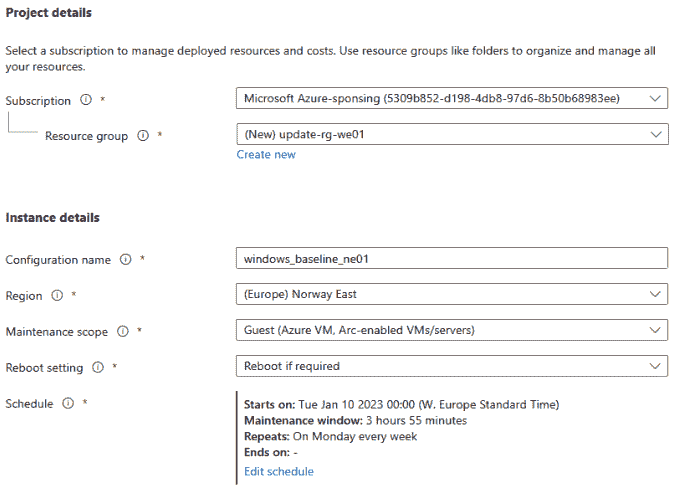 Project details
Select a subscription to manage deployed resources and costs. Use resource groups like folders to organize and manage all
your resources.
Subscription *
Microsoft Azure-sponsing (5309b852-d198-4db8-97d6-8b50b68983ee)
Resource group *
(New) update-rg-we01
Create new
Instance details
Configuration name *
windows_baseline_ne01
Region *
(Europe) Norway East
Maintenance scope *
Guest (Azure VM, Arc-enabled VMs/servers)
Reboot setting *
Reboot if required
Schedule *
Starts on: Tue Jan 10 2023 00:00 (W. Europe Standard Time)
Maintenance window: 3 hours 55 minutes
Repeats: On Monday every week
Ends on: -
Edit schedule